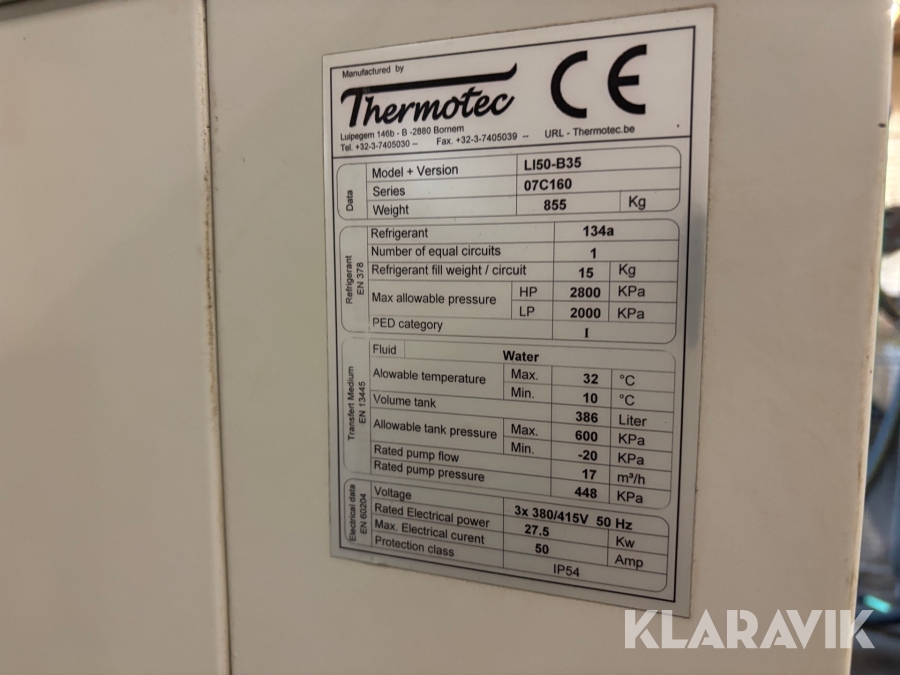 Manufactured by
Thermotec CE
Luipegem 146b - B -2880 Bornem
Tel. +32-3-7405030 -- Fax. +32-3-7405039 -- URL - Thermotec.be
Data
Model + Version LI50-B35
Series 07C160
Weight 855 Kg
Refrigerant EN 378
Refrigerant 134a
Number of equal circuits 1
Refrigerant fill weight / circuit 15 Kg
Max allowable pressure HP 2800 KPa
LP 2000 KPa
PED category I
Transfert Medium EN 13445
Fluid Water
Alowable temperature Max. 32 °C
Min. 10 °C
Volume tank 386 Liter
Allowable tank pressure Max. 600 KPa
Min. -20 KPa
Rated pump flow 17 m³/h
Rated pump pressure 448 KPa
Electrical data EN 60204
Voltage 3x 380/415V 50 Hz
Rated Electrical power 27.5 Kw
Max. Electrical curent 50 Amp
Protection class IP54
KLARAVIK